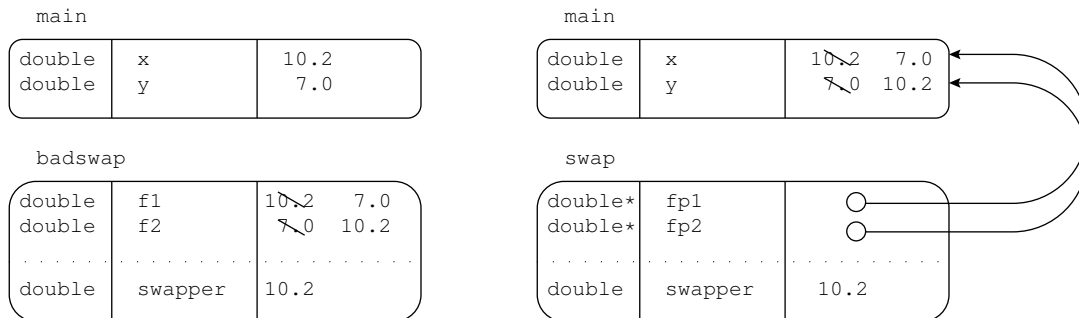 main
double x 10.2
double y 7.0
badswap
double f1 10.2 7.0
double f2 7.0 10.2
double swapper 10.2
main
double x 10.2 7.0
double y 7.0 10.2
swap
double* fp1
double* fp2
double swapper 10.2